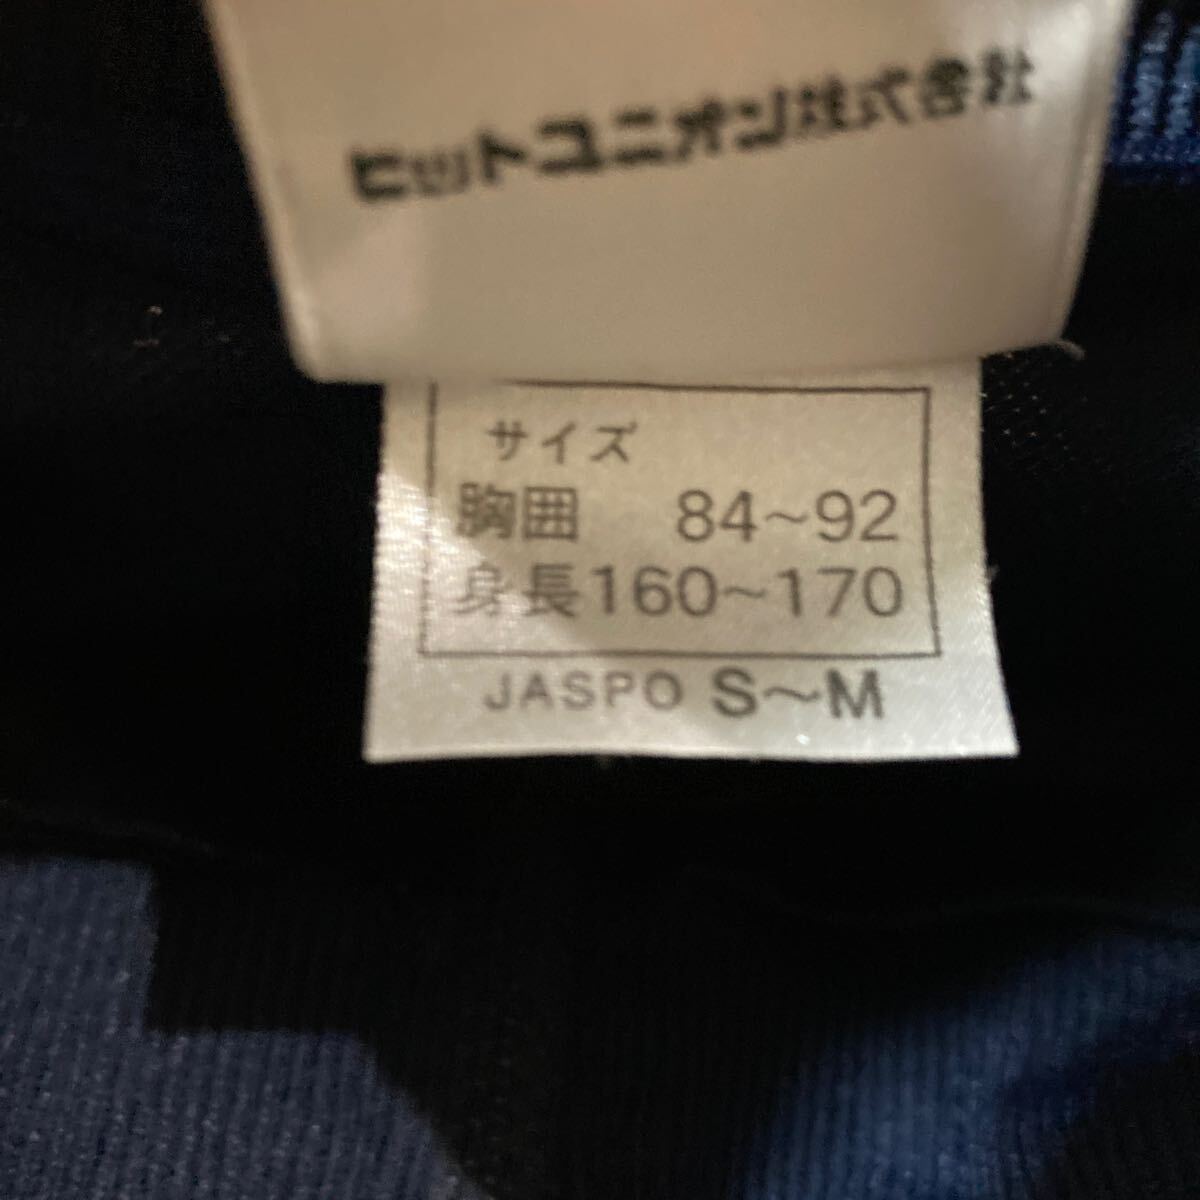 ヒットユニオン株式会社
サイズ
胸囲 84〜92
身長160〜170
JASPO S〜M